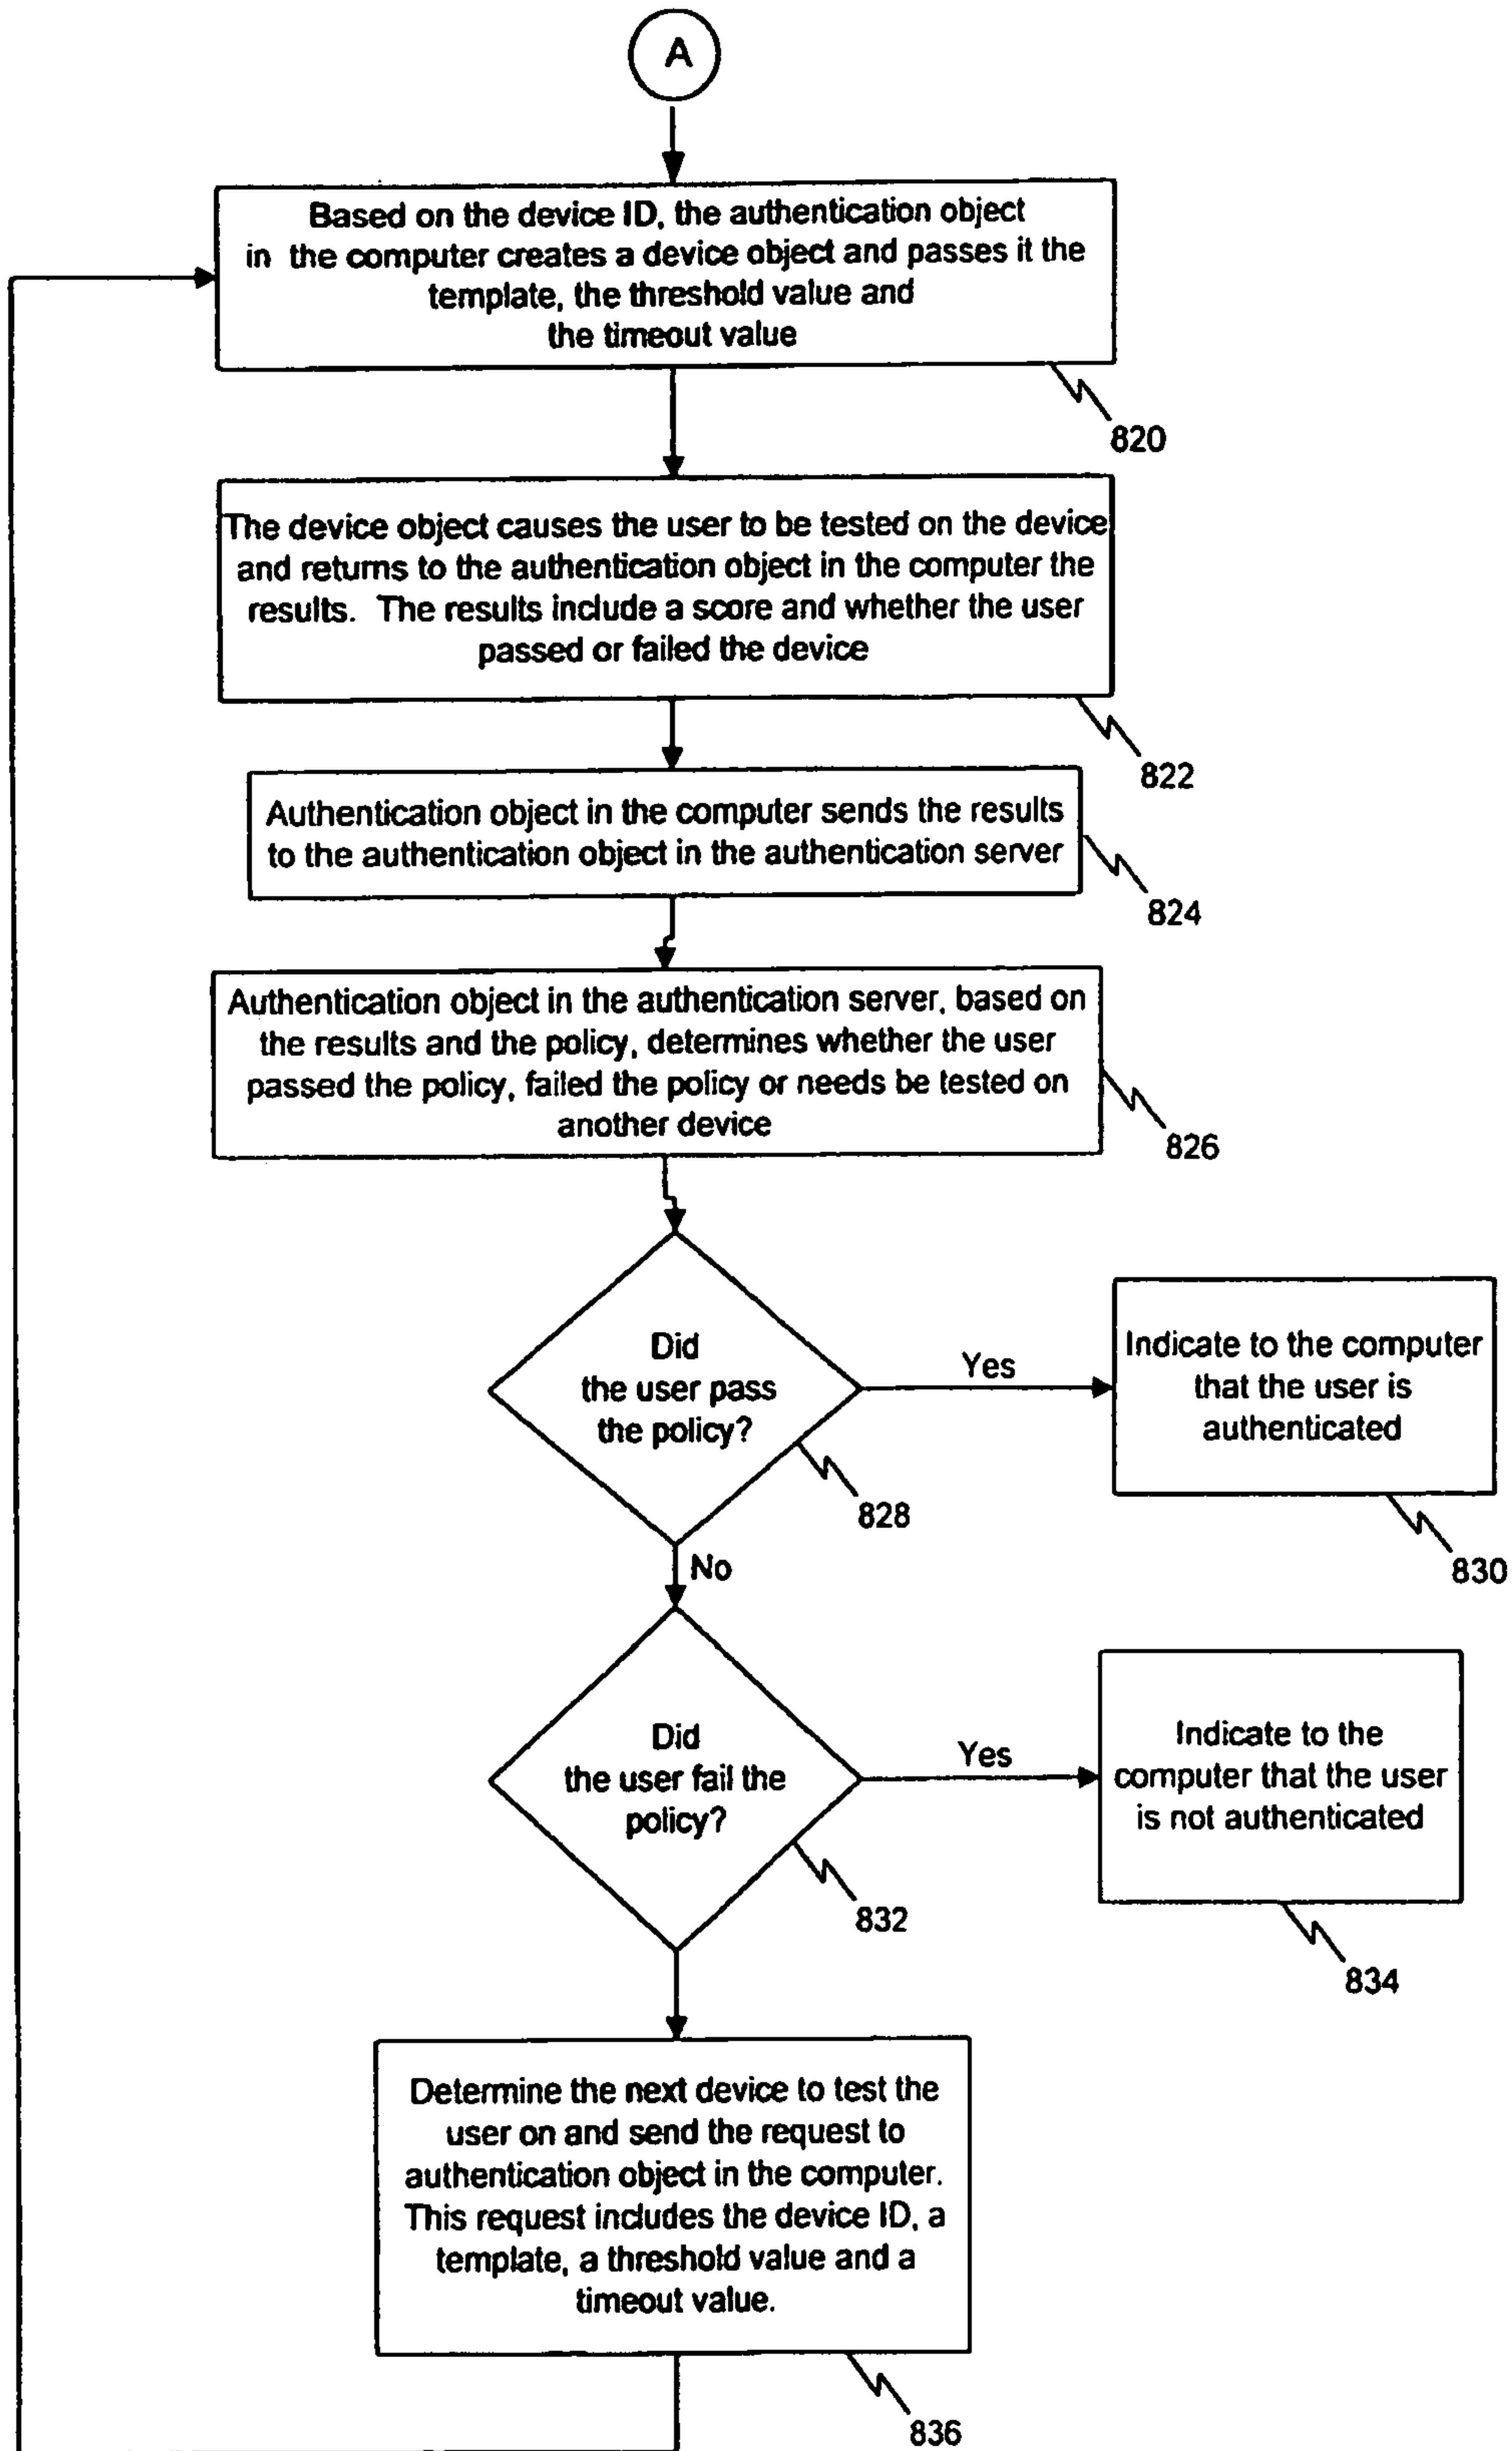 A
Based on the device ID, the authentication object
in the computer creates a device object and passes it the
template, the threshold value and
the timeout value
820
The device object causes the user to be tested on the device
and returns to the authentication object in the computer the
results. The results include a score and whether the user
passed or failed the device
822
Authentication object in the computer sends the results
to the authentication object in the authentication server
824
Authentication object in the authentication server, based on
the results and the policy, determines whether the user
passed the policy, failed the policy or needs be tested on
another device
826
Did
the user pass
the policy?
828
Yes
Indicate to the computer
that the user is
authenticated
830
No
Did
the user fail the
policy?
832
Yes
Indicate to the
computer that the user
is not authenticated
834
Determine the next device to test the
user on and send the request to
authentication object in the computer.
This request includes the device ID, a
template, a threshold value and a
timeout value.
836